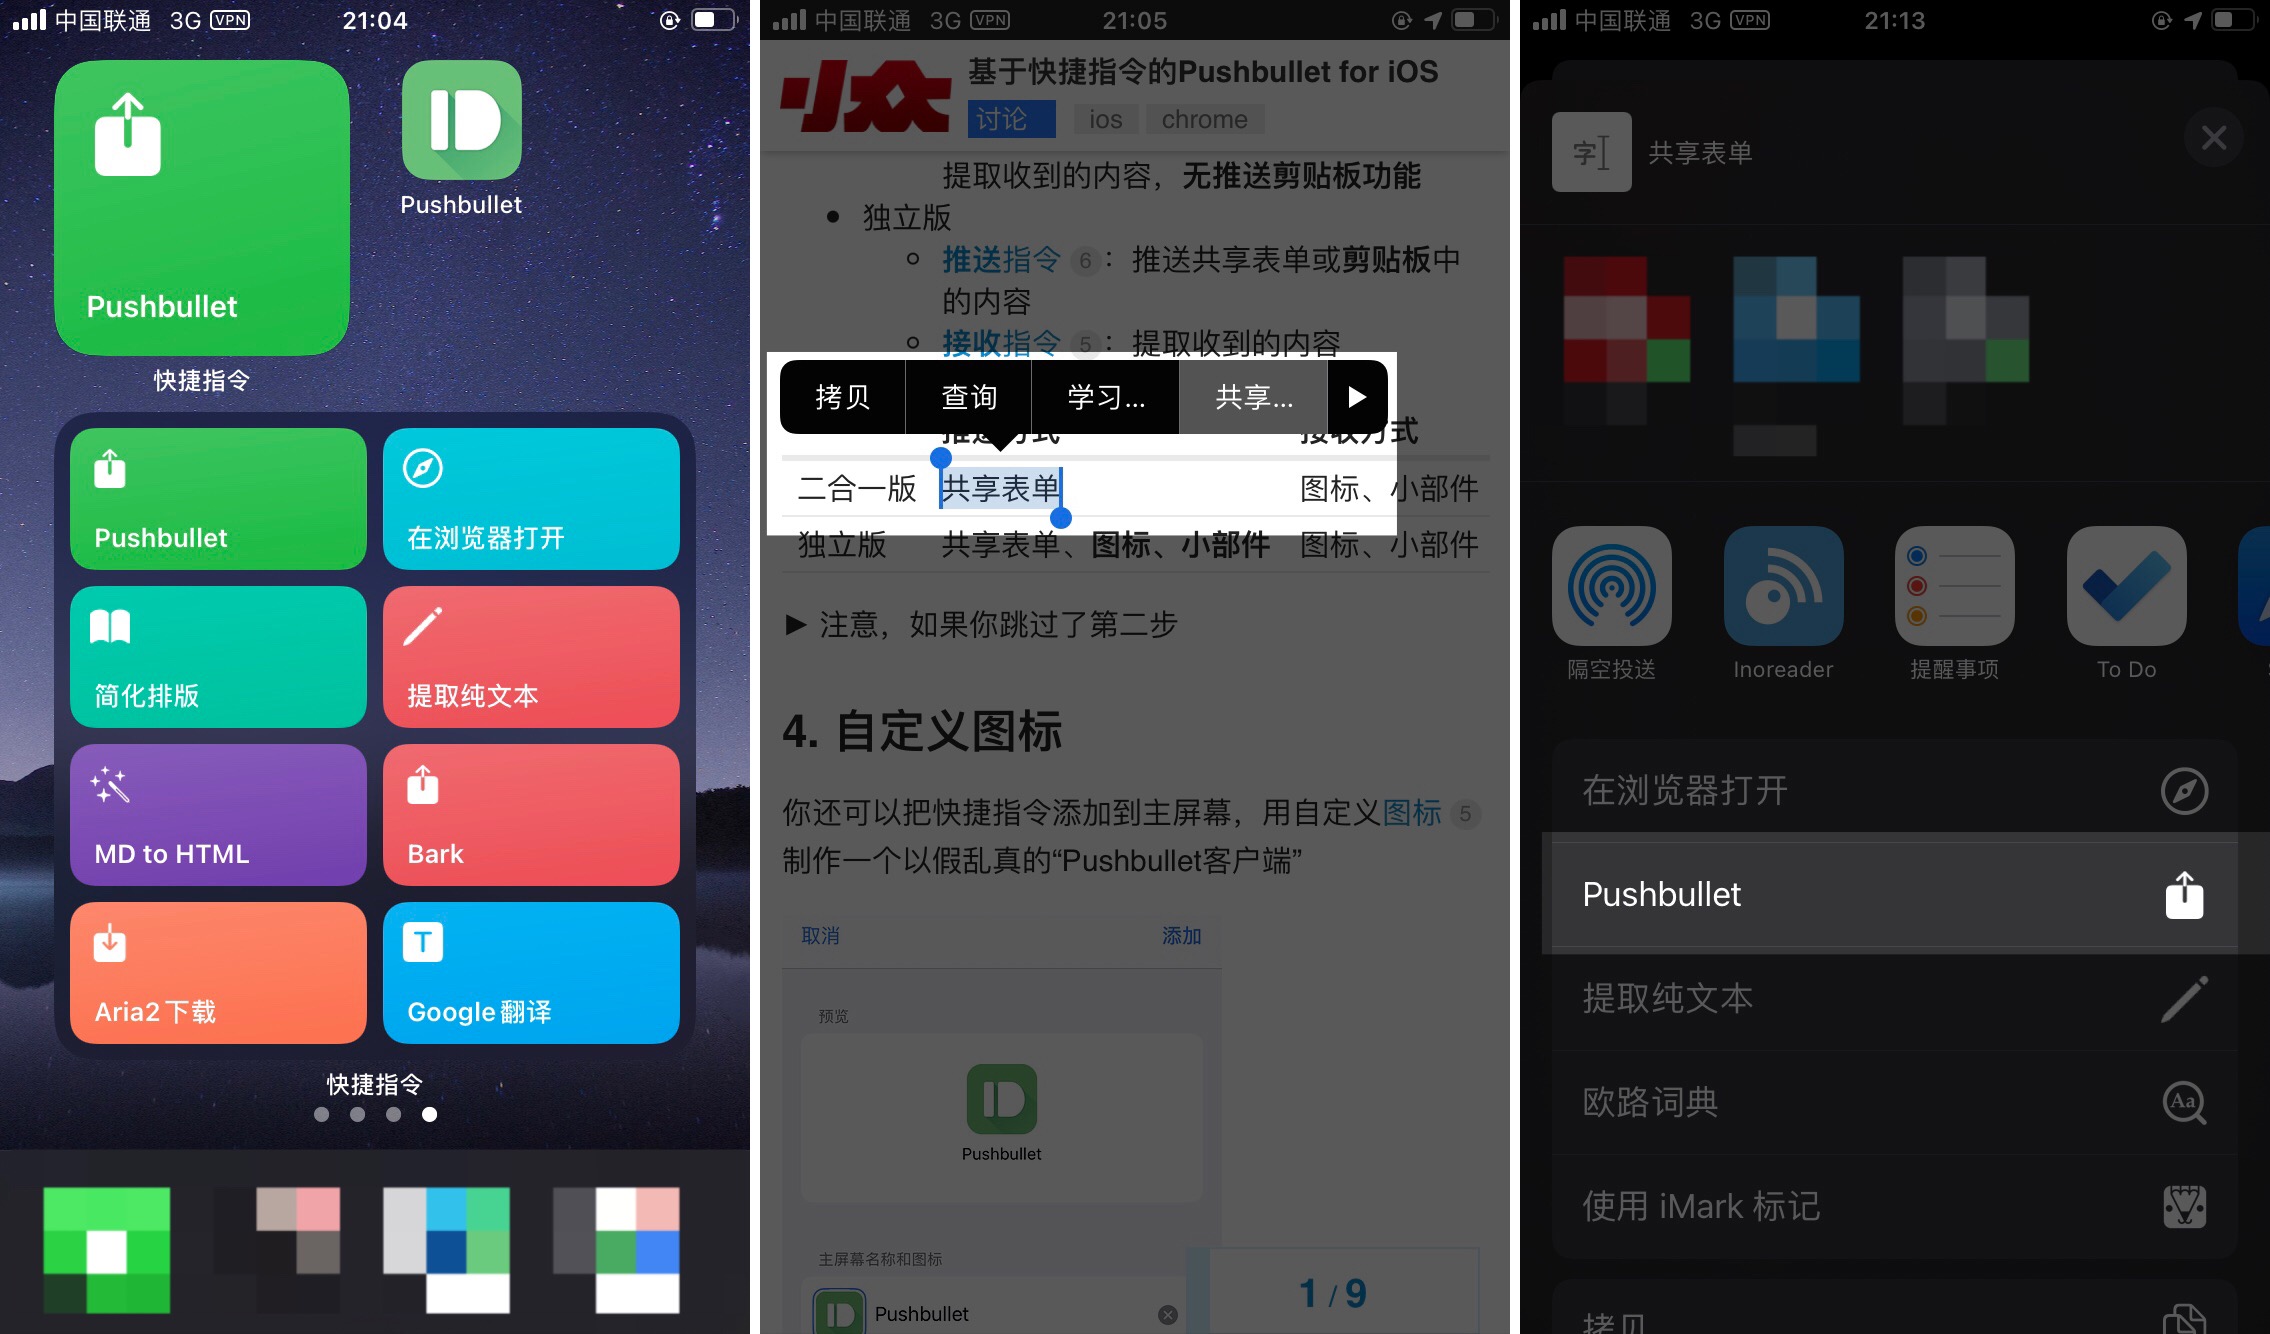 中国联通 3G VPN 21:04
Pushbullet
Pushbullet
快捷指令
Pushbullet
在浏览器打开
简化排版
提取纯文本
MD to HTML
Bark
Aria2下载
T
Google翻译
快捷指令
中国联通 3G VPN 21:05
小众
基于快捷指令的Pushbullet for iOS
讨论 ios chrome
提取收到的内容，无推送剪贴板功能
独立版
推送指令 6：推送共享表单或剪贴板中
的内容
接收指令 5：提取收到的内容
拷贝 查询 学习... 共享...
推送方式 接收方式
二合一版 共享表单 图标、小部件
独立版 共享表单、图标、小部件 图标、小部件
▶ 注意，如果你跳过了第二步
4. 自定义图标
你还可以把快捷指令添加到主屏幕，用自定义图标 5
制作一个以假乱真的“Pushbullet客户端”
取消 添加
预览
Pushbullet
主屏幕名称和图标
Pushbullet
1 / 9
中国联通 3G VPN 21:13
字 共享表单
隔空投送 Inoreader 提醒事项 To Do
在浏览器打开
Pushbullet
提取纯文本
欧路词典 Aa
使用 iMark 标记
拷贝